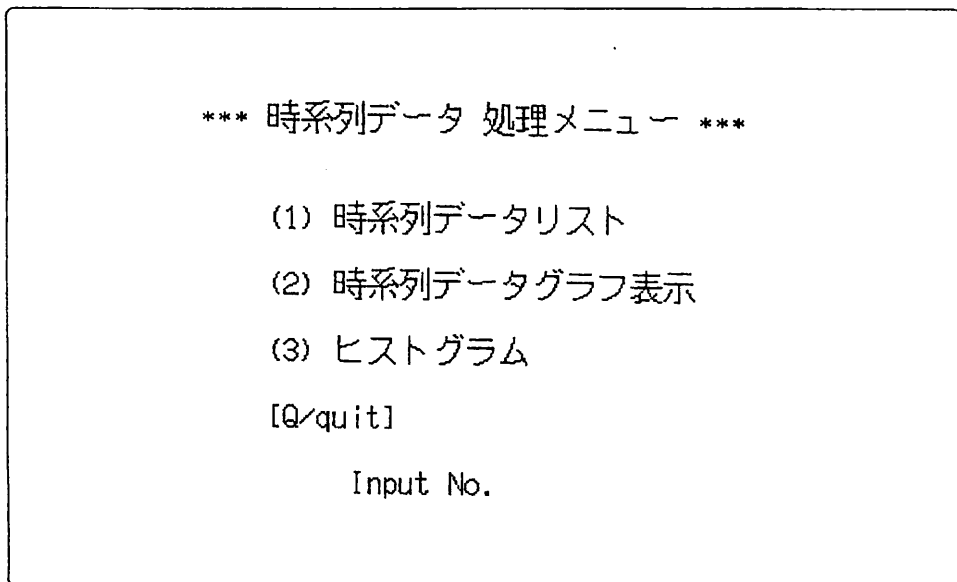 *** 時系列データ 処理メニュー ***
(1) 時系列データリスト
(2) 時系列データグラフ表示
(3) ヒストグラム
[Q/quit]
Input No.